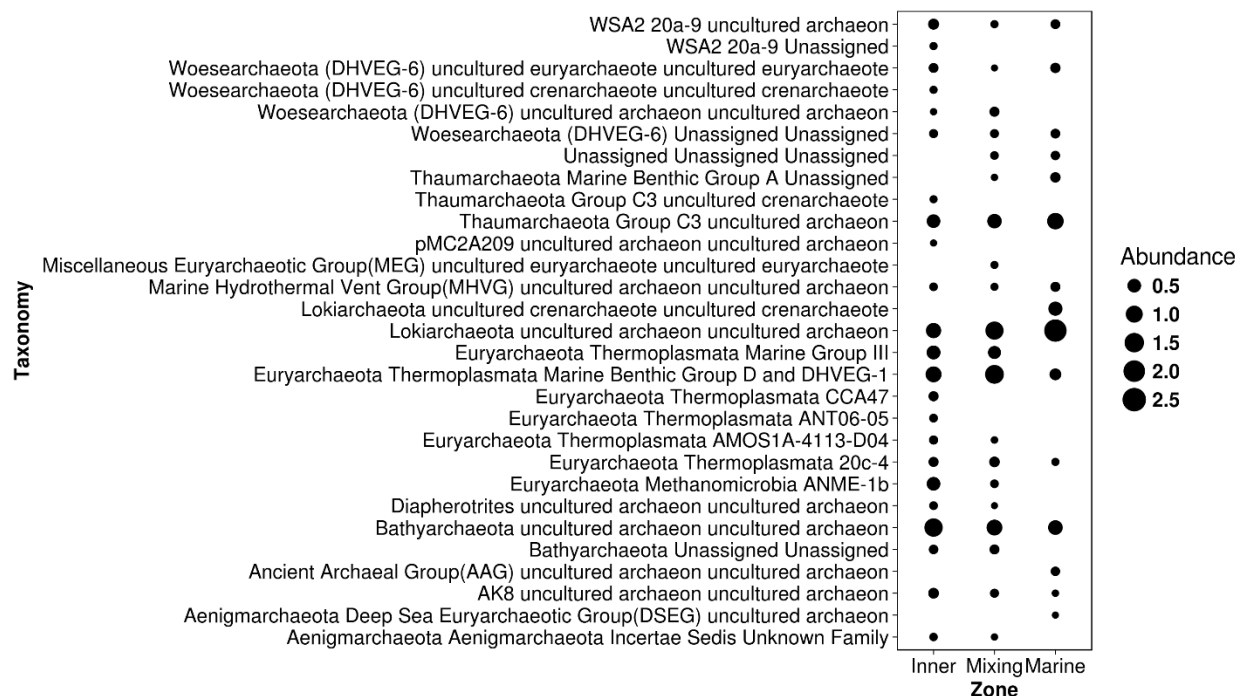 WSA2 20a-9 uncultured archaeon
WSA2 20a-9 Unassigned
Woesearchaeota (DHVEG-6) uncultured euryarchaeote uncultured euryarchaeote
Woesearchaeota (DHVEG-6) uncultured crenarchaeote uncultured crenarchaeote
Woesearchaeota (DHVEG-6) uncultured archaeon uncultured archaeon
Woesearchaeota (DHVEG-6) Unassigned Unassigned
Unassigned Unassigned Unassigned
Thaumarchaeota Marine Benthic Group A Unassigned
Thaumarchaeota Group C3 uncultured crenarchaeote
Thaumarchaeota Group C3 uncultured archaeon
pMC2A209 uncultured archaeon uncultured archaeon
Miscellaneous Euryarchaeotic Group(MEG) uncultured euryarchaeote uncultured euryarchaeote
Marine Hydrothermal Vent Group(MHVG) uncultured archaeon uncultured archaeon
Lokiarchaeota uncultured crenarchaeote uncultured crenarchaeote
Lokiarchaeota uncultured archaeon uncultured archaeon
Euryarchaeota Thermoplasmata Marine Group III
Euryarchaeota Thermoplasmata Marine Benthic Group D and DHVEG-1
Euryarchaeota Thermoplasmata CCA47
Euryarchaeota Thermoplasmata ANT06-05
Euryarchaeota Thermoplasmata AMOS1A-4113-D04
Euryarchaeota Thermoplasmata 20c-4
Euryarchaeota Methanomicrobia ANME-1b
Diapherotrites uncultured archaeon uncultured archaeon
Bathyarchaeota uncultured archaeon uncultured archaeon
Bathyarchaeota Unassigned Unassigned
Ancient Archaeal Group(AAG) uncultured archaeon uncultured archaeon
AK8 uncultured archaeon uncultured archaeon
Aenigmarchaeota Deep Sea Euryarchaeotic Group(DSEG) uncultured archaeon
Aenigmarchaeota Aenigmarchaeota Incertae Sedis Unknown Family
Taxonomy
Inner Mixing Marine
Zone
Abundance
0.5
1.0
1.5
2.0
2.5